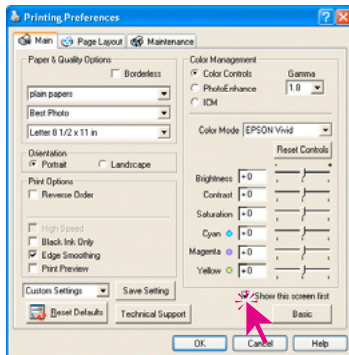 Printing Preferences
Main
Page Layout
Maintenance
Paper & Quality Options
Borderless
plain papers
Best Photo
Letter 8 1/2 x 11 in
Orientation
Portrait
Landscape
Print Options
Reverse Order
High Speed
Black Ink Only
Edge Smoothing
Print Preview
Custom Settings
Save Setting
Reset Defaults
Technical Support
Color Management
Color Controls
PhotoEnhance
ICM
Gamma
1.8
Color Mode EPSON Vivid
Reset Controls
Brightness +0
Contrast +0
Saturation +0
Cyan +0
Magenta +0
Yellow +0
Show this screen first
Basic
OK
Cancel
Help